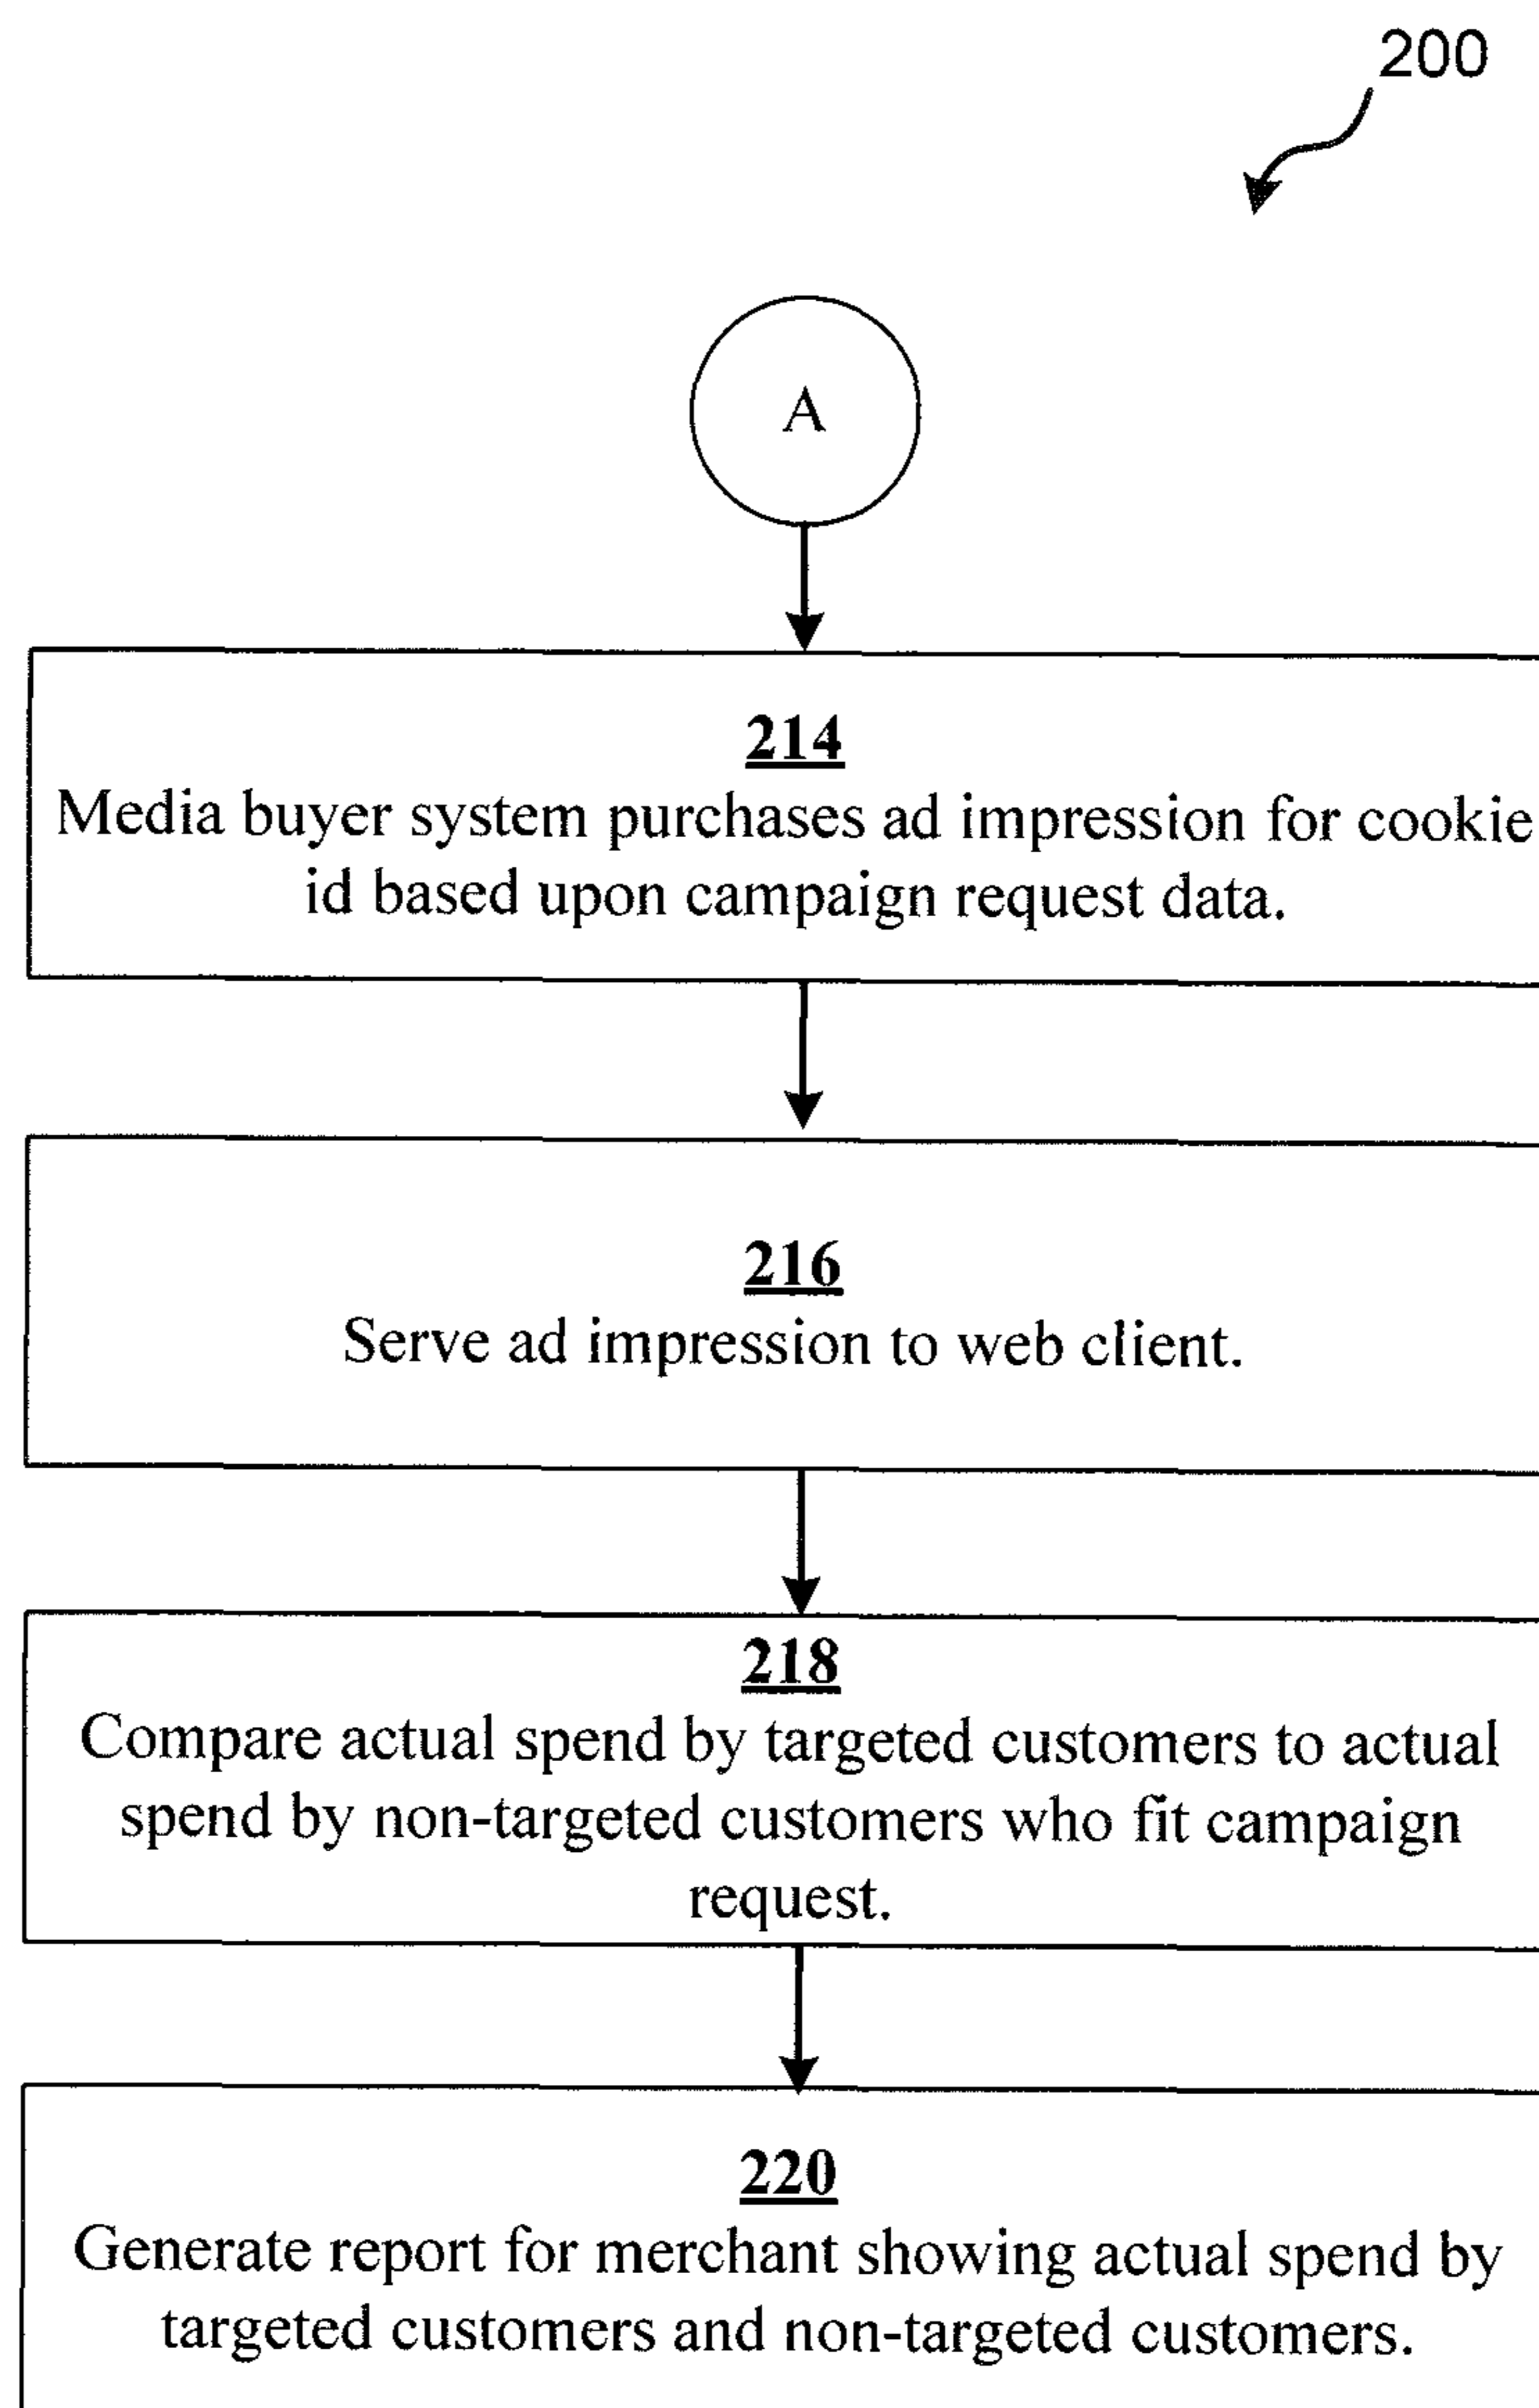 200
A
214
Media buyer system purchases ad impression for cookie
id based upon campaign request data.
216
Serve ad impression to web client.
218
Compare actual spend by targeted customers to actual
spend by non-targeted customers who fit campaign
request.
220
Generate report for merchant showing actual spend by
targeted customers and non-targeted customers.